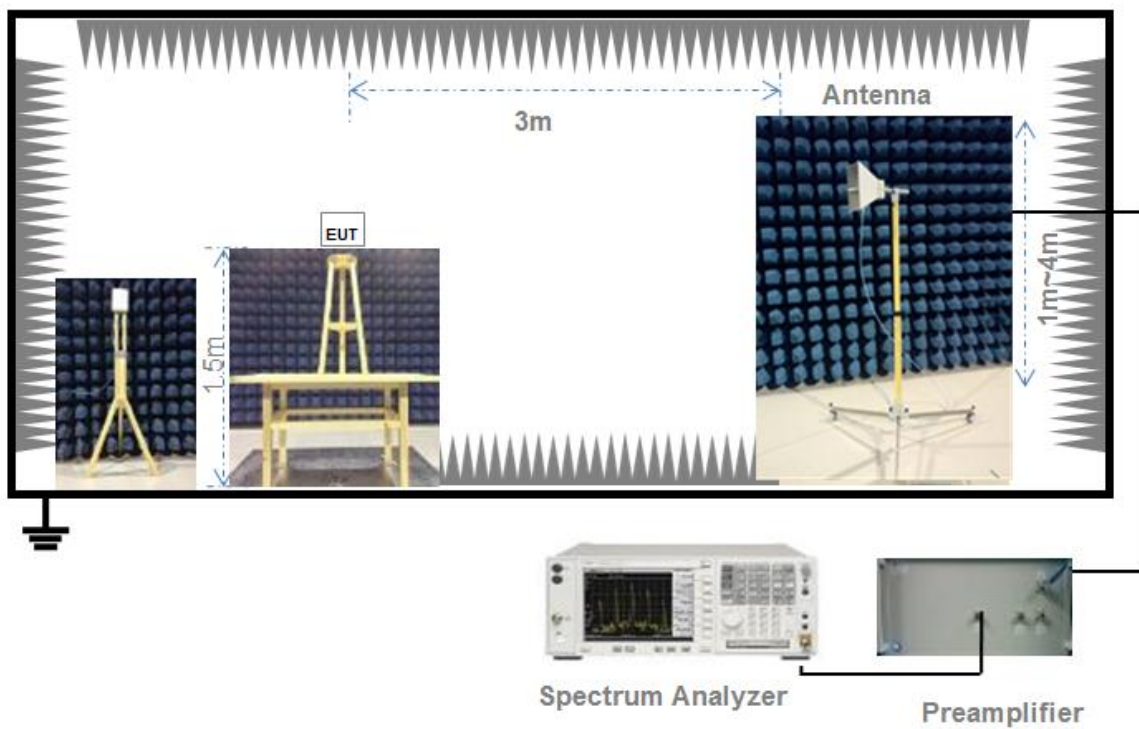 Antenna
3m
EUT
1.5m
1m~4m
Spectrum Analyzer
Preamplifier